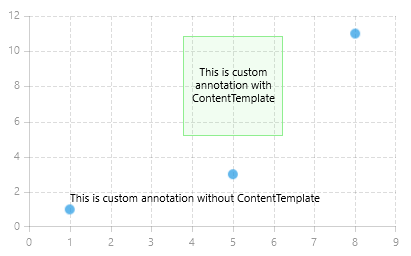 12
10
This is custom
annotation with
ContentTemplate
8
6
4
2
This is custom annotation without ContentTemplate
0
0 1 2 3 4 5 6 7 8 9